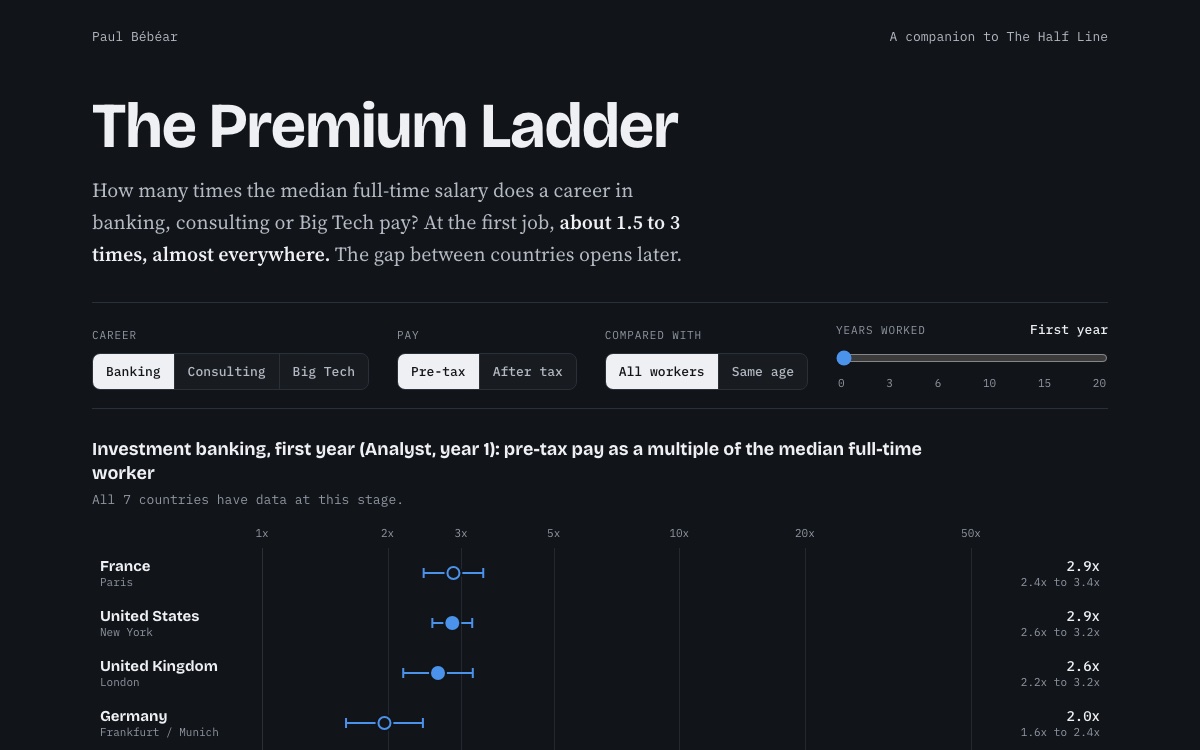 Paul Bébéar
A companion to The Half Line
The Premium Ladder
How many times the median full-time salary does a career in
banking, consulting or Big Tech pay? At the first job, about 1.5 to 3
times, almost everywhere. The gap between countries opens later.
CAREER
Banking Consulting Big Tech
PAY
Pre-tax After tax
COMPARED WITH
All workers Same age
YEARS WORKED First year
0 3 6 10 15 20
Investment banking, first year (Analyst, year 1): pre-tax pay as a multiple of the median full-time
worker
All 7 countries have data at this stage.
1x 2x 3x 5x 10x 20x 50x
France 2.9x
Paris 2.4x to 3.4x
United States 2.9x
New York 2.6x to 3.2x
United Kingdom 2.6x
London 2.2x to 3.2x
Germany 2.0x
Frankfurt / Munich 1.6x to 2.4x